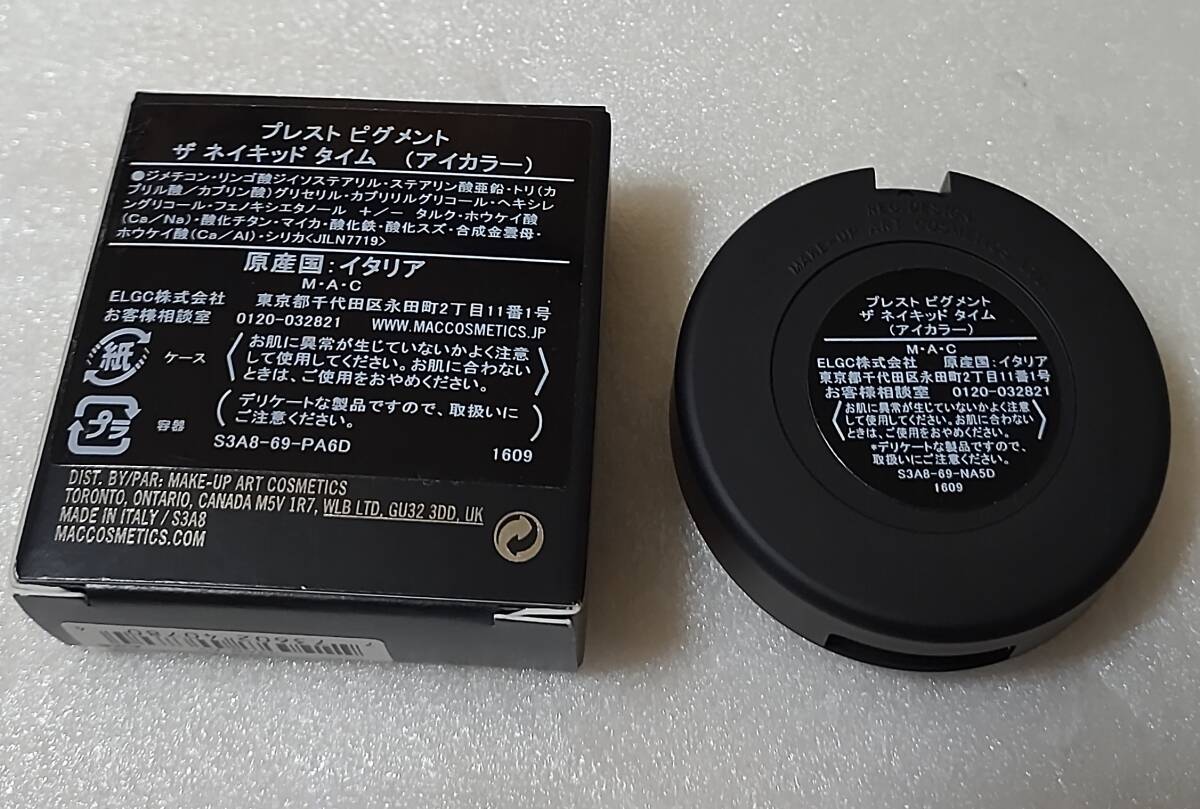 プレスト ピグメント
ザ ネイキッド タイム （アイカラー）
●ジメチコン・リンゴ酸ジイソステアリル・ステアリン酸亜鉛・トリ（カ
プリル酸／カプリン酸）グリセリル・カプリリルグリコール・ヘキシレ
ングリコール・フェノキシエタノール +/− タルク・ホウケイ酸
(Ca/Na)・酸化チタン・マイカ・酸化鉄・酸化スズ・合成金雲母・
ホウケイ酸(Ca/Al)・シリカ<JILN7719>
原産国：イタリア
M・A・C
ELGC株式会社 東京都千代田区永田町2丁目11番1号
お客様相談室 0120-032821 WWW.MACCOSMETICS.JP
紙 ケース
〈お肌に異常が生じていないかよく注意
して使用してください。お肌に合わない
ときは、ご使用をおやめください。〉
プラ 容器
（デリケートな製品ですので、取扱いに
ご注意ください。）
S3A8-69-PA6D 1609
DIST. BY/PAR: MAKE-UP ART COSMETICS
TORONTO, ONTARIO, CANADA M5V 1R7, WLB LTD, GU32 3DD, UK
MADE IN ITALY / S3A8
MACCOSMETICS.COM
REG DESIGN
MAKE-UP ART COSMETICS
プレスト ピグメント
ザ ネイキッド タイム
（アイカラー）
M・A・C
ELGC株式会社 原産国：イタリア
東京都千代田区永田町2丁目11番1号
お客様相談室 0120-032821
〈お肌に異常が生じていないかよく注意
して使用してください。お肌に合わない
ときは、ご使用をおやめください。〉
*デリケートな製品ですので、
取扱いにご注意ください。
S3A8-69-NA5D
1609